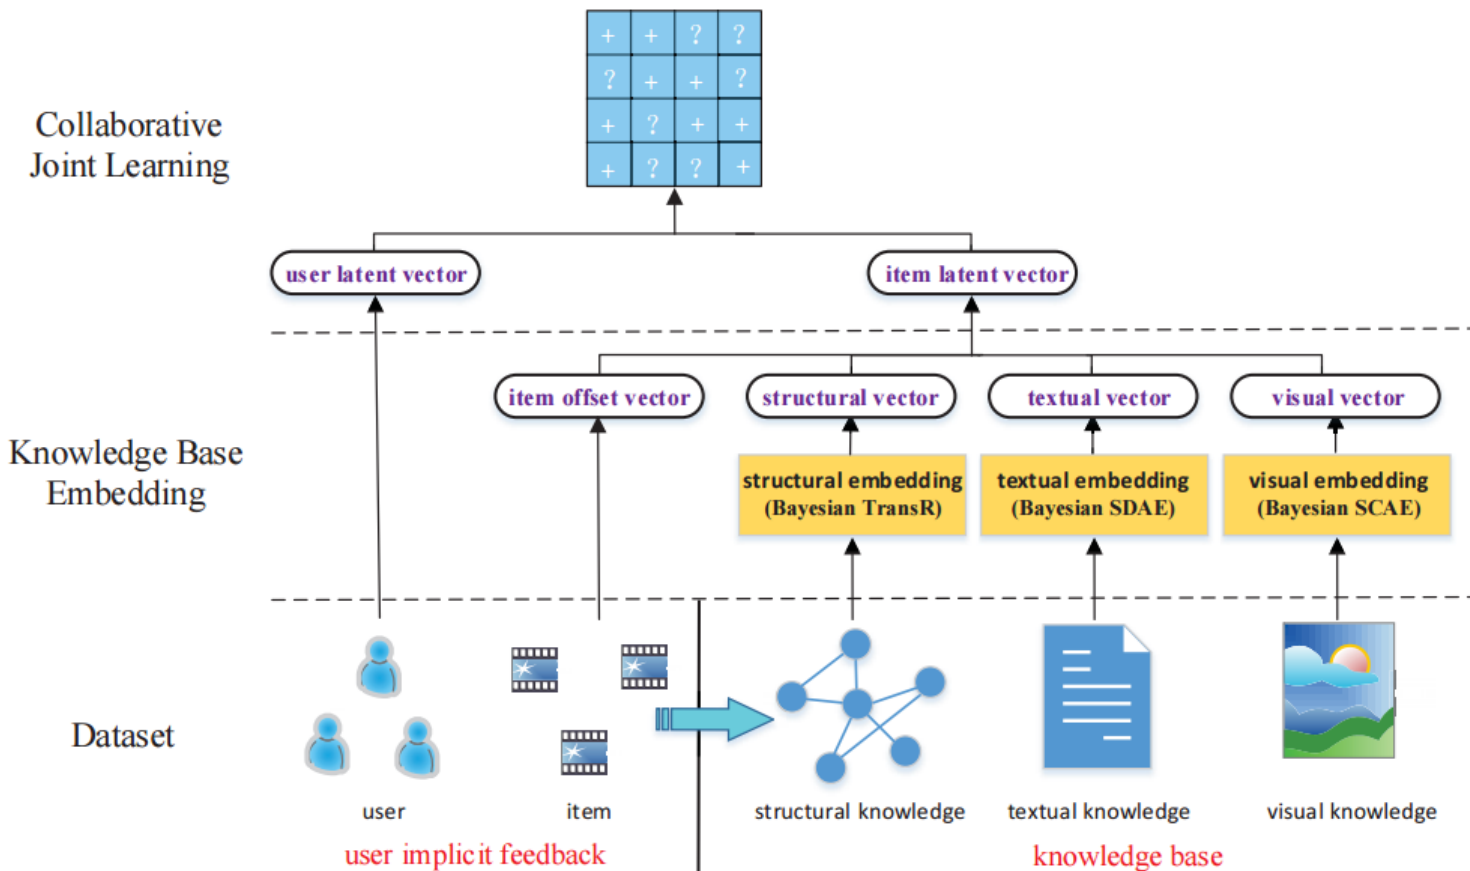 + + ? ?
? + + ?
+ ? + +
+ ? ? +
Collaborative
Joint Learning
user latent vector
item latent vector
item offset vector
structural vector
textual vector
visual vector
Knowledge Base
Embedding
structural embedding
(Bayesian TransR)
textual embedding
(Bayesian SDAE)
visual embedding
(Bayesian SCAE)
Dataset
user
item
structural knowledge
textual knowledge
visual knowledge
user implicit feedback
knowledge base